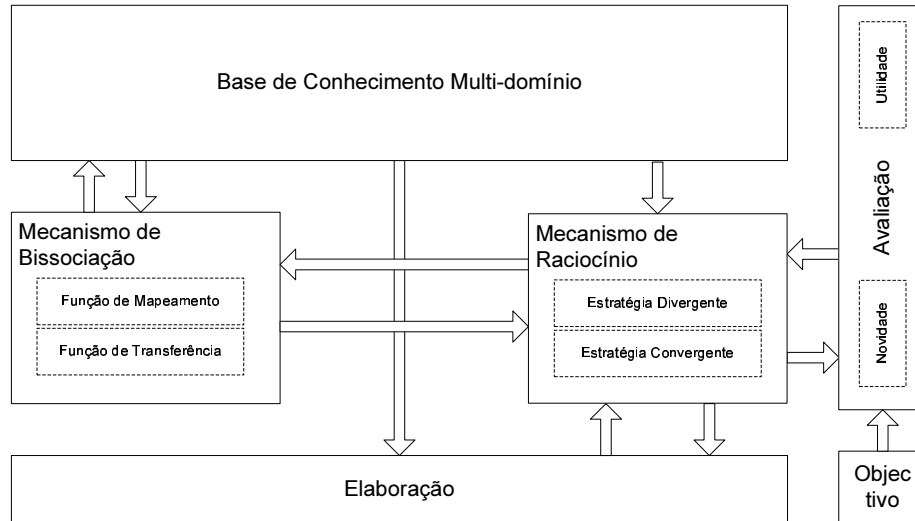 Base de Conhecimento Multi-domínio
Utilidade
Avaliação
Novidade
Mecanismo de
Bissociação
Função de Mapeamento
Função de Transferência
Mecanismo de
Raciocínio
Estratégia Divergente
Estratégia Convergente
Elaboração
Objec
tivo